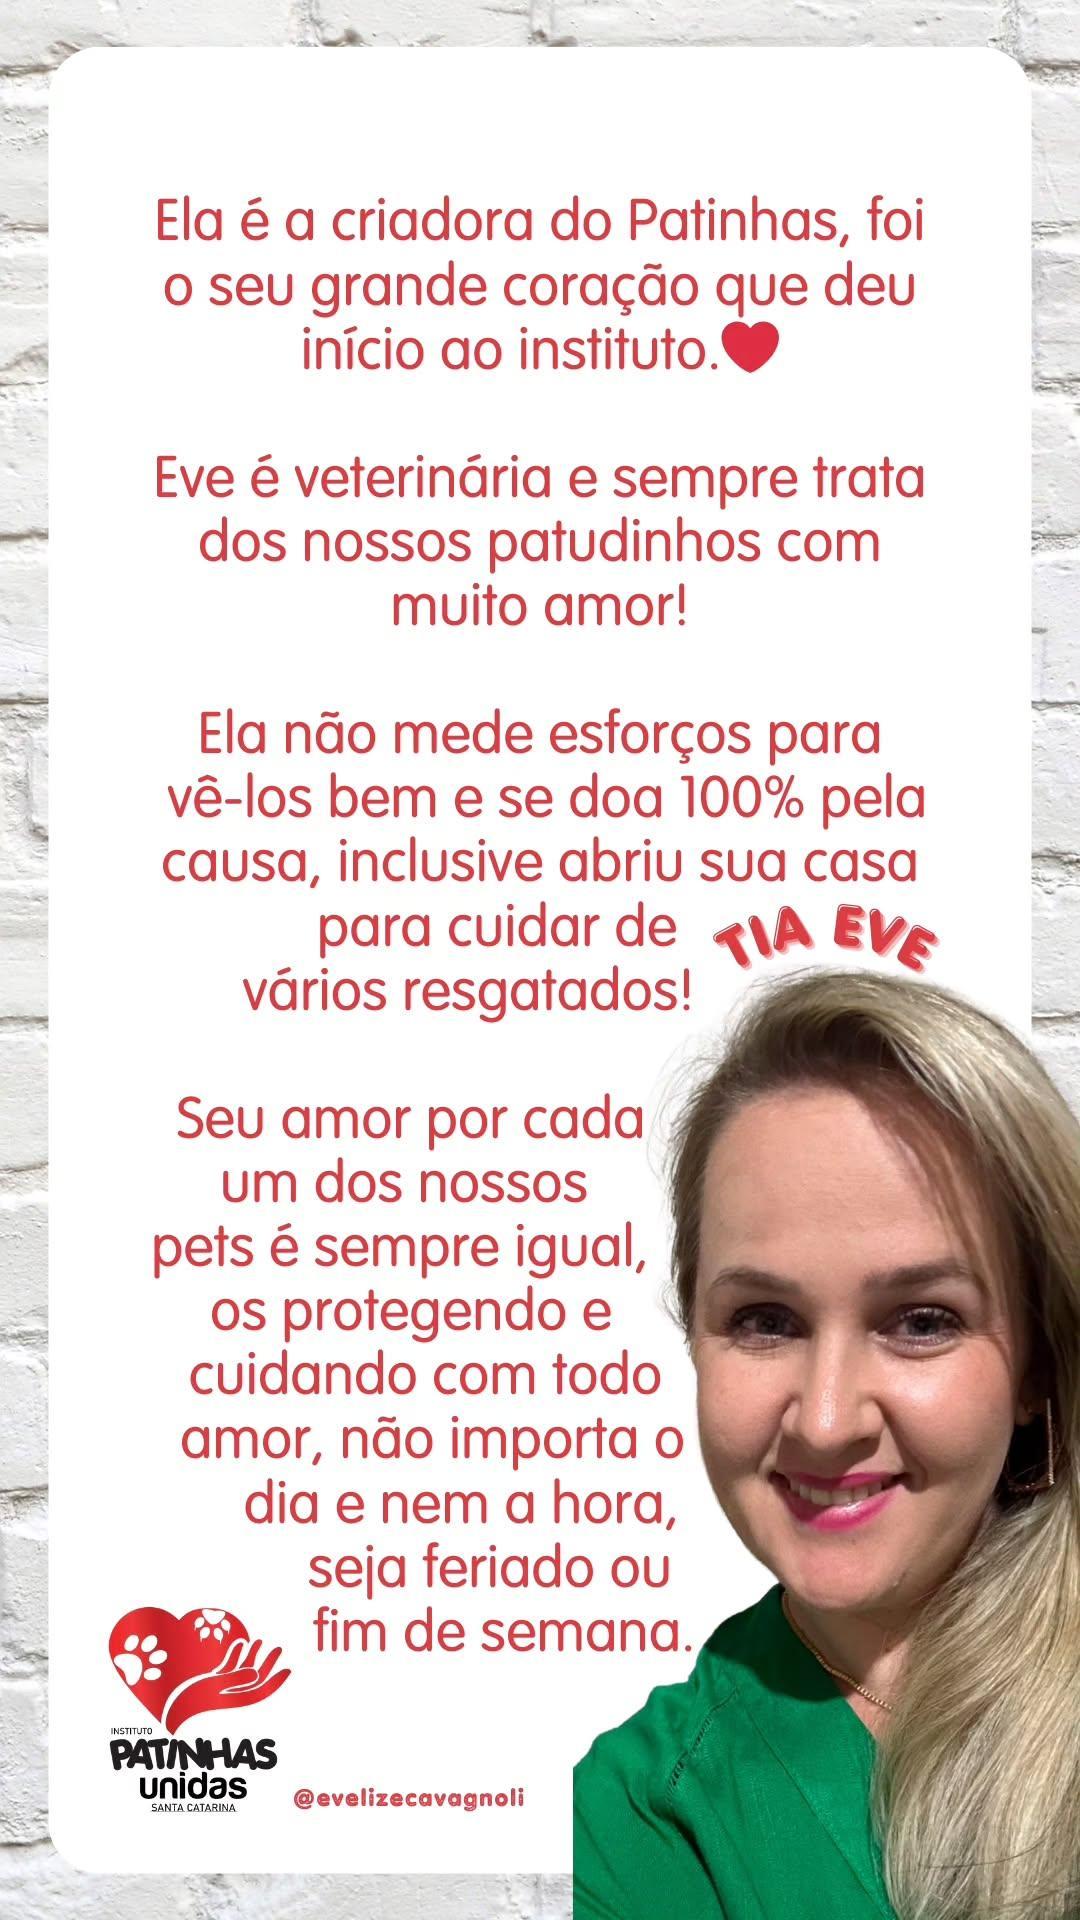 Ela é a criadora do Patinhas, foi
o seu grande coração que deu
início ao instituto.❤
Eve é veterinária e sempre trata
dos nossos patudinhos com
muito amor!
Ela não mede esforços para
vê-los bem e se doa 100% pela
causa, inclusive abriu sua casa
para cuidar de
vários resgatados!
TIA EVE
Seu amor por cada
um dos nossos
pets é sempre igual,
os protegendo e
cuidando com todo
amor, não importa o
dia e nem a hora,
seja feriado ou
fim de semana.
INSTITUTO
PATINHAS
unidas
SANTA CATARINA
@evelizecavagnoli